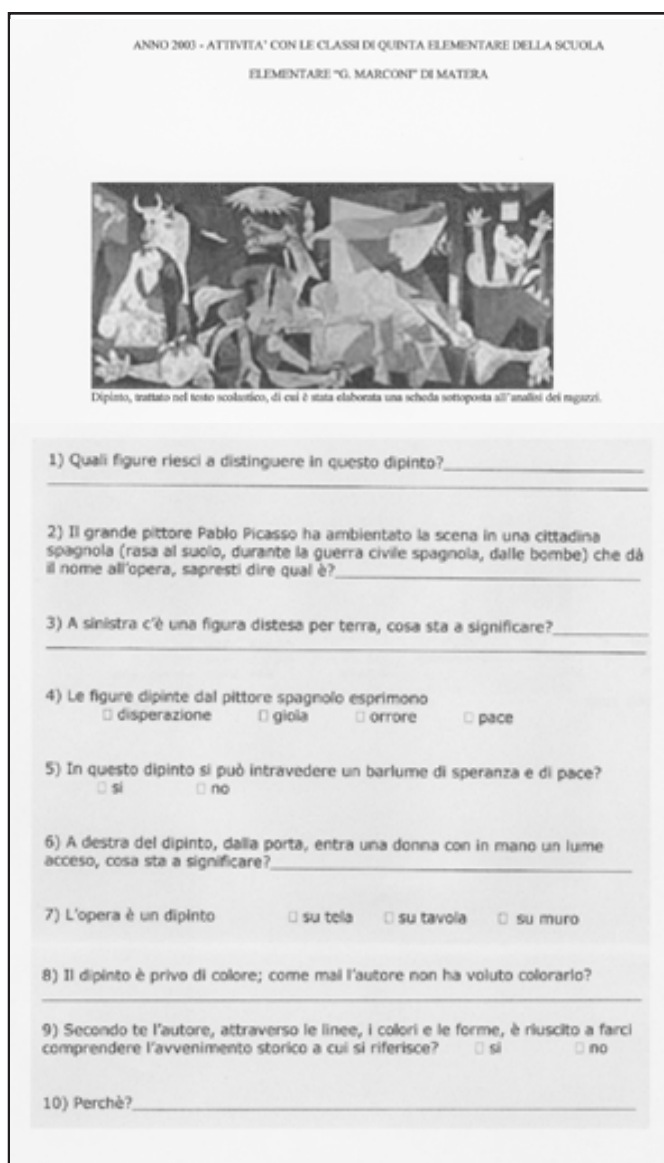 ANNO 2003 - ATTIVITA' CON LE CLASSI DI QUINTA ELEMENTARE DELLA SCUOLA
ELEMENTARE "G. MARCONI" DI MATERA
Dipinto, trattato nel testo scolastico, di cui è stata elaborata una scheda sottoposta all'analisi dei ragazzi.
1) Quali figure riesci a distinguere in questo dipinto?
2) Il grande pittore Pablo Picasso ha ambientato la scena in una cittadina
spagnola (rasa al suolo, durante la guerra civile spagnola, dalle bombe) che dà
il nome all'opera, sapresti dire qual è?
3) A sinistra c'è una figura distesa per terra, cosa sta a significare?
4) Le figure dipinte dal pittore spagnolo esprimono
□ disperazione □ gioia □ orrore □ pace
5) In questo dipinto si può intravedere un barlume di speranza e di pace?
□ si □ no
6) A destra del dipinto, dalla porta, entra una donna con in mano un lume
acceso, cosa sta a significare?
7) L'opera è un dipinto □ su tela □ su tavola □ su muro
8) Il dipinto è privo di colore; come mai l'autore non ha voluto colorarlo?
9) Secondo te l'autore, attraverso le linee, i colori e le forme, è riuscito a farci
comprendere l'avvenimento storico a cui si riferisce? □ si □ no
10) Perchè?